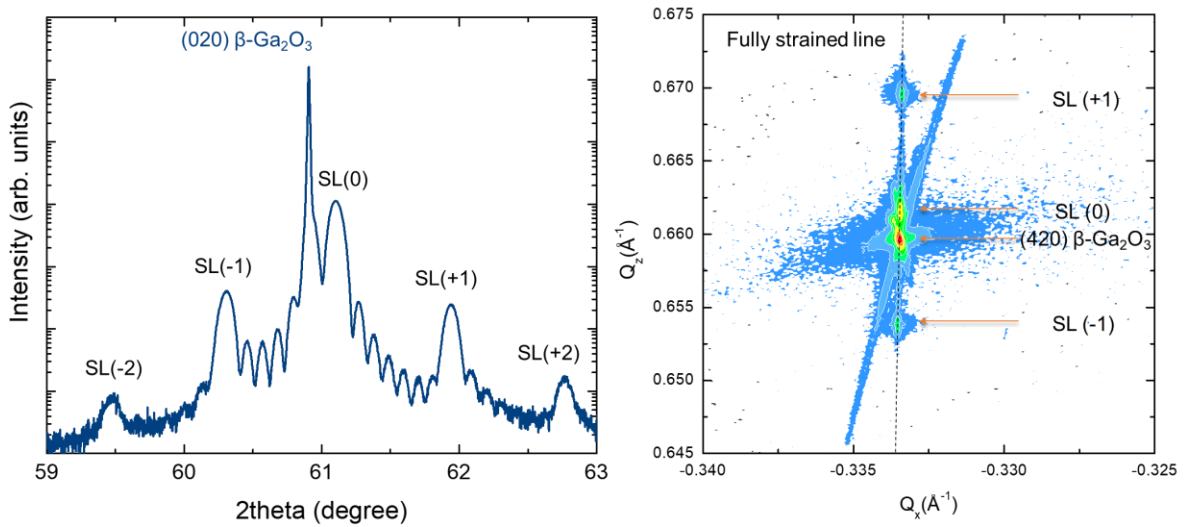 (020) β-Ga₂O₃
SL(0)
SL(-1)
SL(+1)
SL(-2)
SL(+2)
Intensity (arb. units)
59
60
61
62
63
2theta (degree)
Fully strained line
SL (+1)
SL (0)
(420) β-Ga₂O₃
SL (-1)
0.675
0.670
0.665
0.660
0.655
0.650
0.645
Q_z(Å⁻¹)
-0.340
-0.335
-0.330
-0.325
Q_x(Å⁻¹)